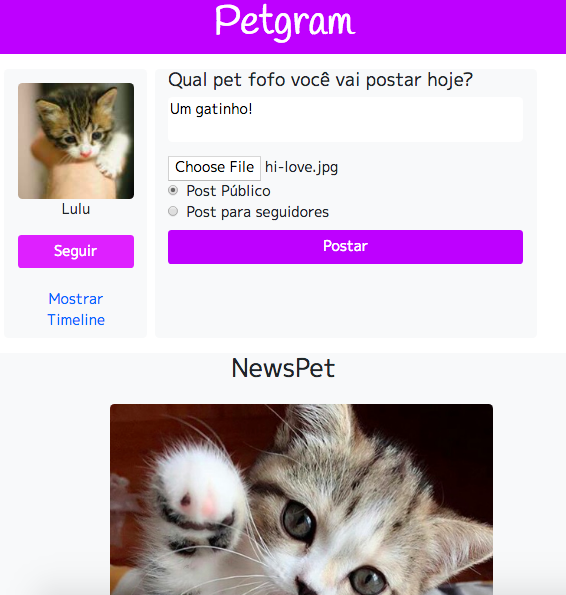 Petgram
Lulu
Seguir
Mostrar
Timeline
Qual pet fofo você vai postar hoje?
Um gatinho!
Choose File hi-love.jpg
Post Público
Post para seguidores
Postar
NewsPet